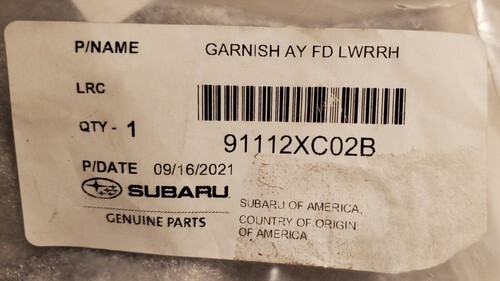 P/NAME GARNISH AY FD LWRRH
LRC
QTY - 1
91112XC02B
P/DATE 09/16/2021
SUBARU
GENUINE PARTS
SUBARU OF AMERICA,
COUNTRY OF ORIGIN
OF AMERICA